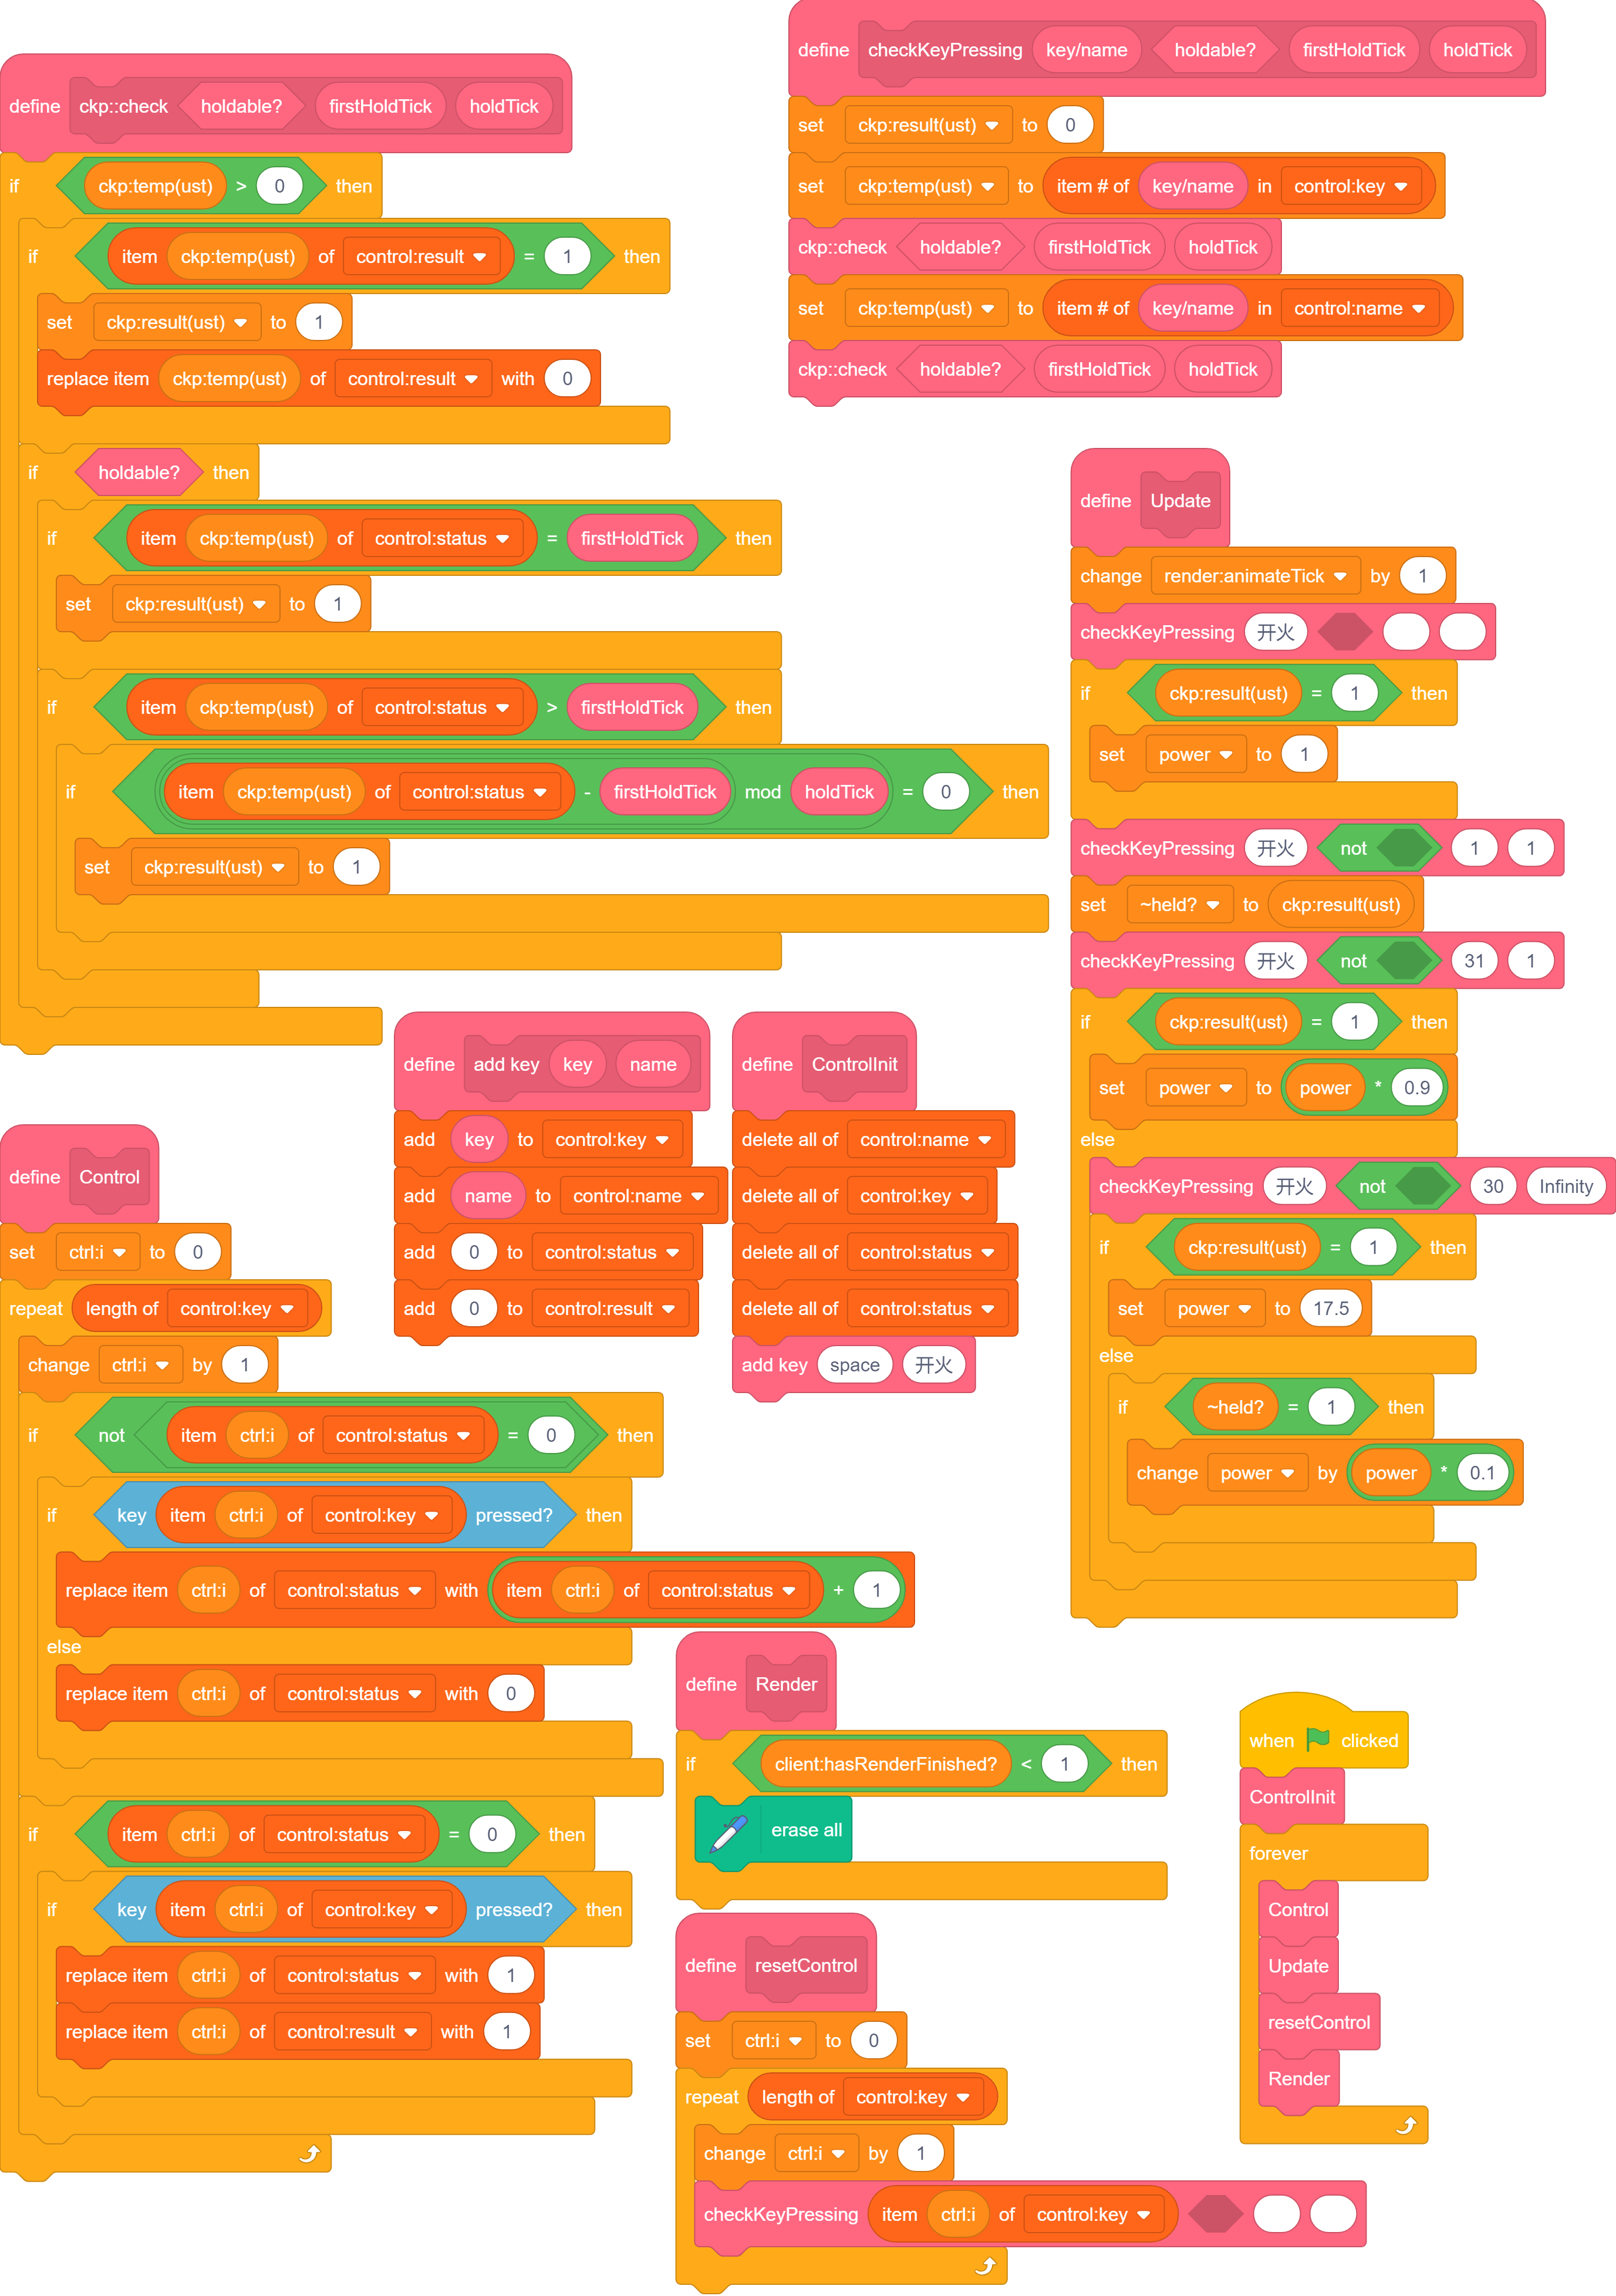 define ckp::check holdable? firstHoldTick holdTick
if ckp:temp(ust) > 0 then
if item ckp:temp(ust) of control:result = 1 then
set ckp:result(ust) to 1
replace item ckp:temp(ust) of control:result with 0
if holdable? then
if item ckp:temp(ust) of control:status = firstHoldTick then
set ckp:result(ust) to 1
if item ckp:temp(ust) of control:status > firstHoldTick then
if item ckp:temp(ust) of control:status - firstHoldTick mod holdTick = 0 then
set ckp:result(ust) to 1
define checkKeyPressing key/name holdable? firstHoldTick holdTick
set ckp:result(ust) to 0
set ckp:temp(ust) to item # of key/name in control:key
ckp::check holdable? firstHoldTick holdTick
set ckp:temp(ust) to item # of key/name in control:name
ckp::check holdable? firstHoldTick holdTick
define Update
change render:animateTick by 1
checkKeyPressing 开火
if ckp:result(ust) = 1 then
set power to 1
checkKeyPressing 开火 not 1 1
set ~held? to ckp:result(ust)
checkKeyPressing 开火 not 31 1
if ckp:result(ust) = 1 then
set power to power * 0.9
else
checkKeyPressing 开火 not 30 Infinity
if ckp:result(ust) = 1 then
set power to 17.5
else
if ~held? = 1 then
change power by power * 0.1
define add key key name
add key to control:key
add name to control:name
add 0 to control:status
add 0 to control:result
define ControlInit
delete all of control:name
delete all of control:key
delete all of control:status
delete all of control:status
add key space 开火
define Control
set ctrl:i to 0
repeat length of control:key
change ctrl:i by 1
if not item ctrl:i of control:status = 0 then
if key item ctrl:i of control:key pressed? then
replace item ctrl:i of control:status with item ctrl:i of control:status + 1
else
replace item ctrl:i of control:status with 0
if item ctrl:i of control:status = 0 then
if key item ctrl:i of control:key pressed? then
replace item ctrl:i of control:status with 1
replace item ctrl:i of control:result with 1
define Render
if client:hasRenderFinished? < 1 then
erase all
define resetControl
set ctrl:i to 0
repeat length of control:key
change ctrl:i by 1
checkKeyPressing item ctrl:i of control:key
when clicked
ControlInit
forever
Control
Update
resetControl
Render